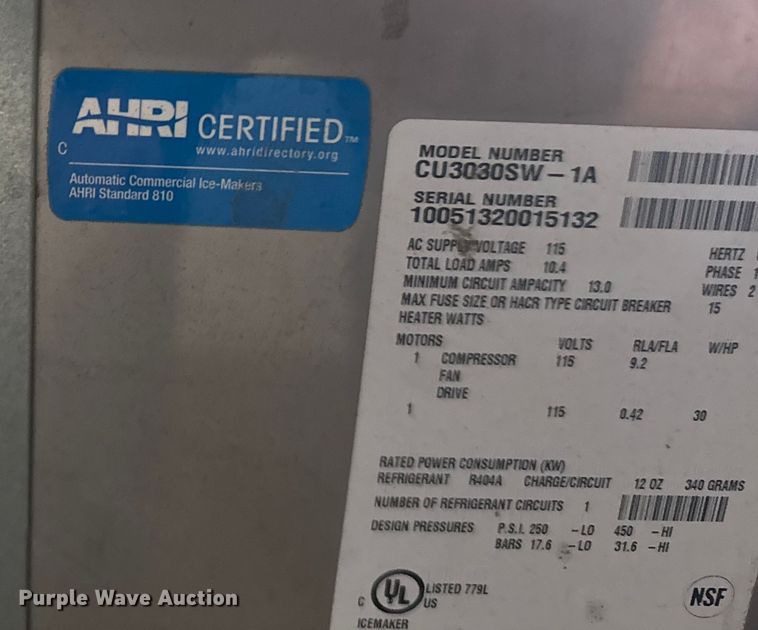 AHRI CERTIFIED™
www.ahridirectory.org
C
Automatic Commercial Ice-Makers
AHRI Standard 810
MODEL NUMBER
CU3030SW-1A
SERIAL NUMBER
10051320015132
AC SUPPLY VOLTAGE 115 HERTZ
TOTAL LOAD AMPS 10.4 PHASE 1
MINIMUM CIRCUIT AMPACITY 13.0 WIRES 2
MAX FUSE SIZE OR HACR TYPE CIRCUIT BREAKER 15
HEATER WATTS
MOTORS VOLTS RLA/FLA W/HP
1 COMPRESSOR 115 9.2
FAN
DRIVE
1 115 0.42 30
RATED POWER CONSUMPTION (KW)
REFRIGERANT R404A CHARGE/CIRCUIT 12 OZ 340 GRAMS
NUMBER OF REFRIGERANT CIRCUITS 1
DESIGN PRESSURES P.S.I. 250 -LO 450 -HI
BARS 17.6 -LO 31.6 -HI
C UL US LISTED 779L
ICEMAKER
NSF
Purple Wave Auction